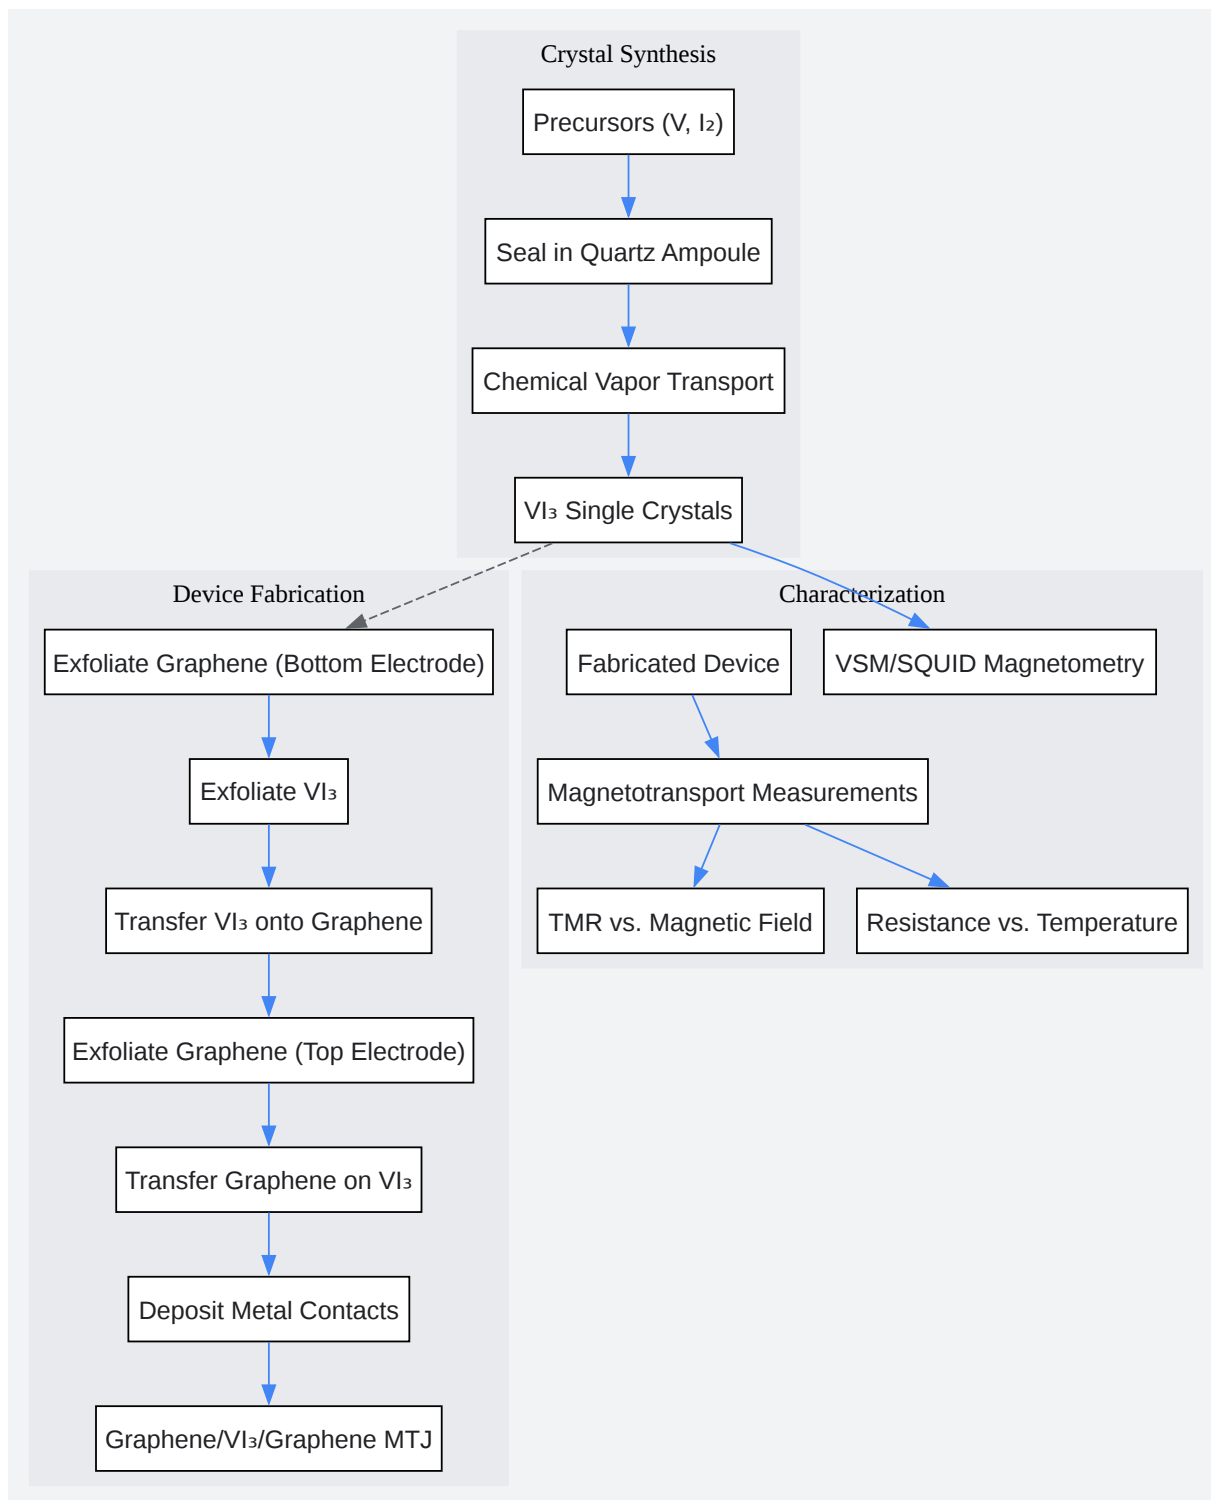 Crystal Synthesis
Precursors (V, I₂)
Seal in Quartz Ampoule
Chemical Vapor Transport
VI₃ Single Crystals
Device Fabrication
Exfoliate Graphene (Bottom Electrode)
Exfoliate VI₃
Transfer VI₃ onto Graphene
Exfoliate Graphene (Top Electrode)
Transfer Graphene on VI₃
Deposit Metal Contacts
Graphene/VI₃/Graphene MTJ
Characterization
Fabricated Device
VSM/SQUID Magnetometry
Magnetotransport Measurements
TMR vs. Magnetic Field
Resistance vs. Temperature